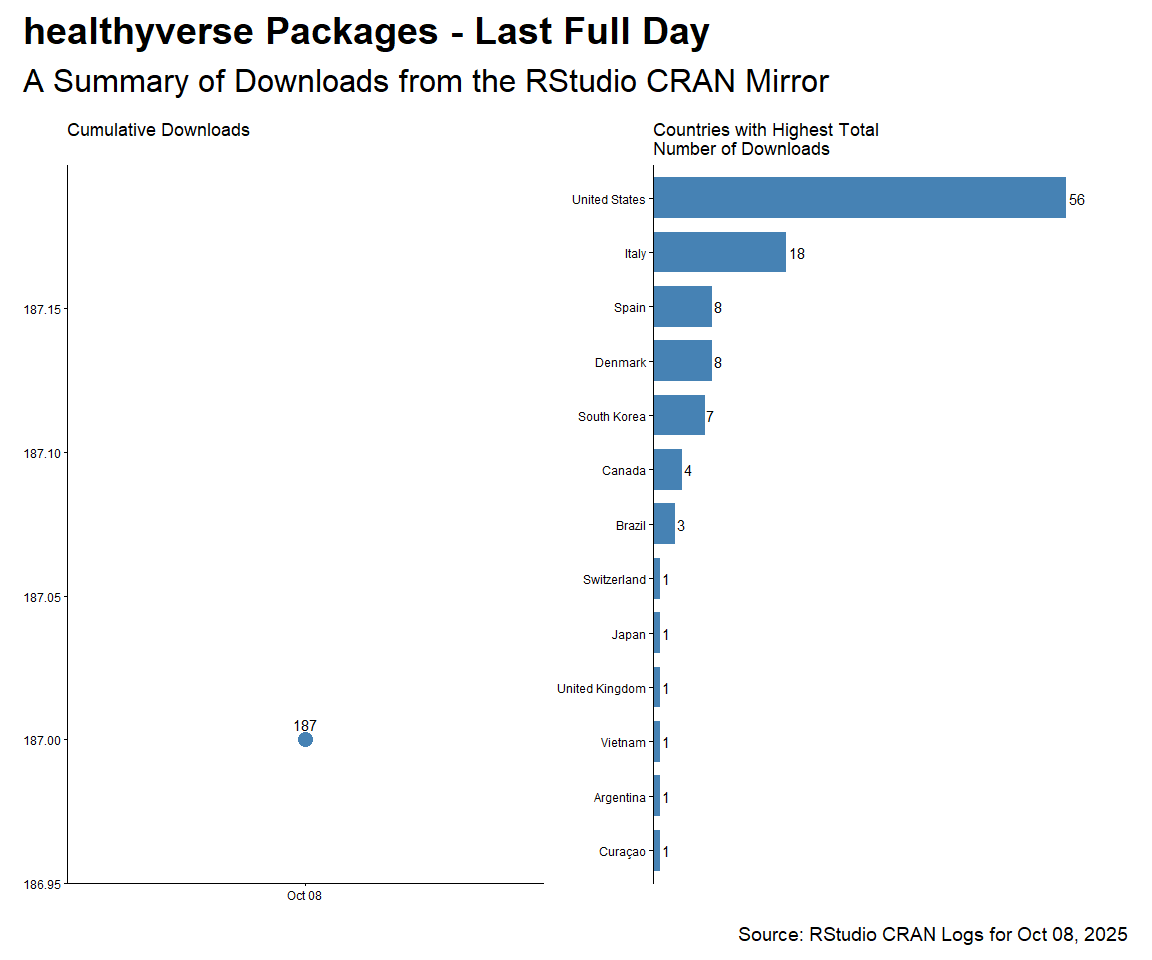 healthyverse Packages - Last Full Day
A Summary of Downloads from the RStudio CRAN Mirror
Cumulative Downloads
187.15
187.10
187.05
187.00
186.95
187
Oct 08
Countries with Highest Total
Number of Downloads
United States 56
Italy 18
Spain 8
Denmark 8
South Korea 7
Canada 4
Brazil 3
Switzerland 1
Japan 1
United Kingdom 1
Vietnam 1
Argentina 1
Curaçao 1
Source: RStudio CRAN Logs for Oct 08, 2025